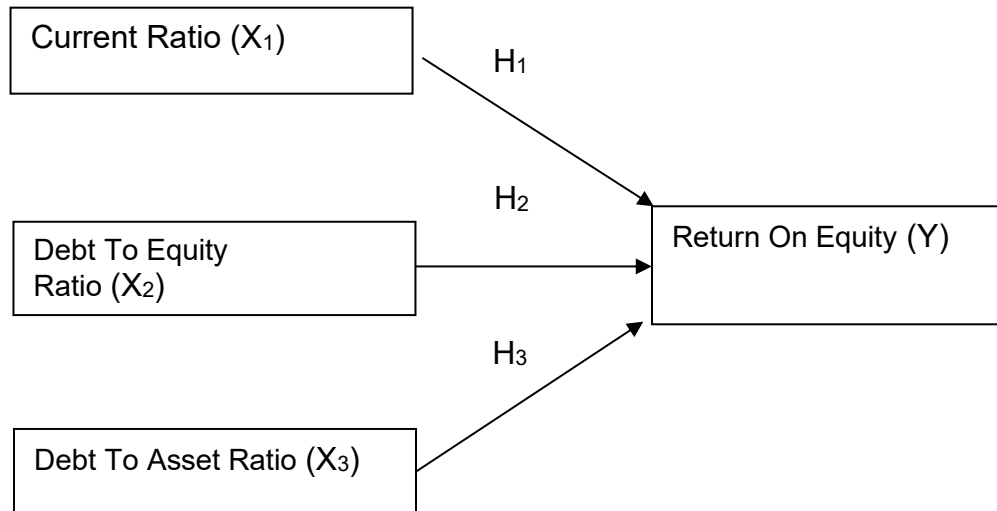 Current Ratio (X₁)
H₁
H₂
Debt To Equity
Ratio (X₂)
Return On Equity (Y)
H₃
Debt To Asset Ratio (X₃)